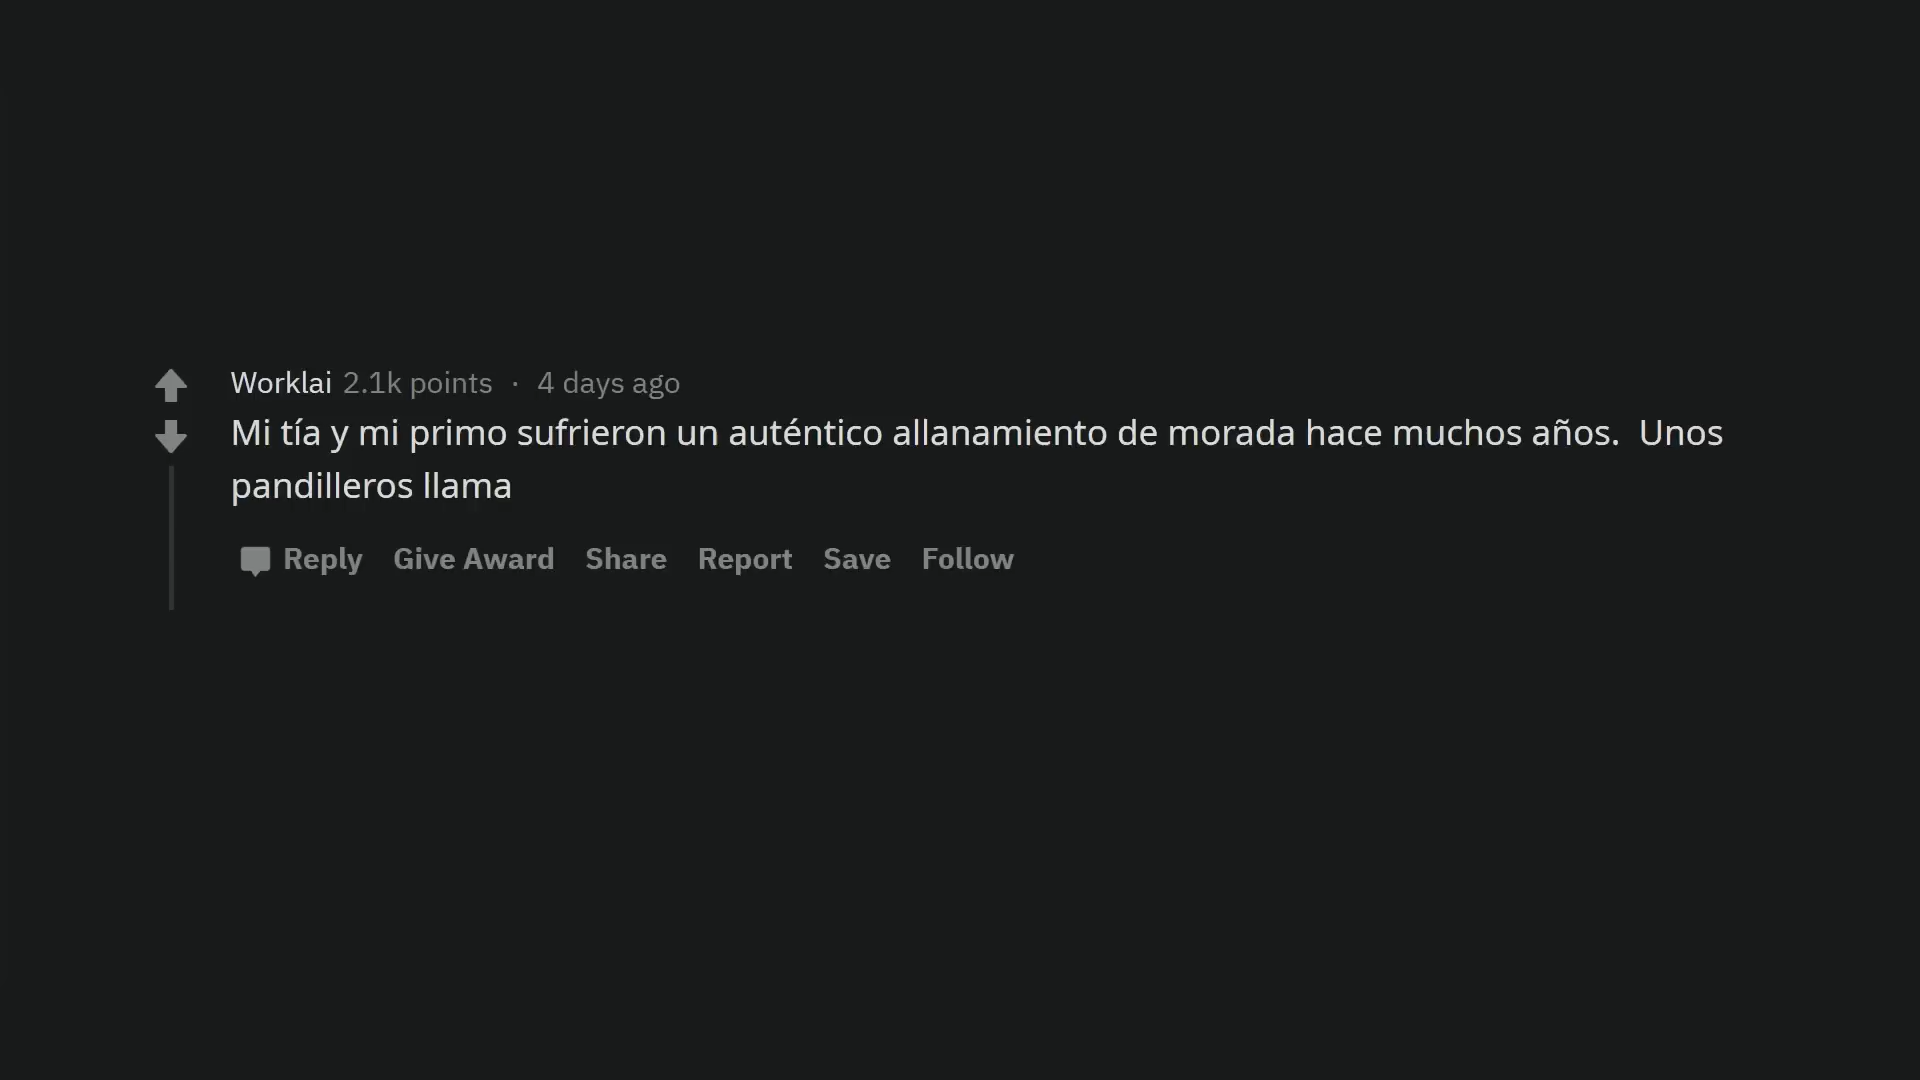 Worklai 2.1k points · 4 days ago
Mi tía y mi primo sufrieron un auténtico allanamiento de morada hace muchos años.  Unos
pandilleros llama
Reply Give Award Share Report Save Follow